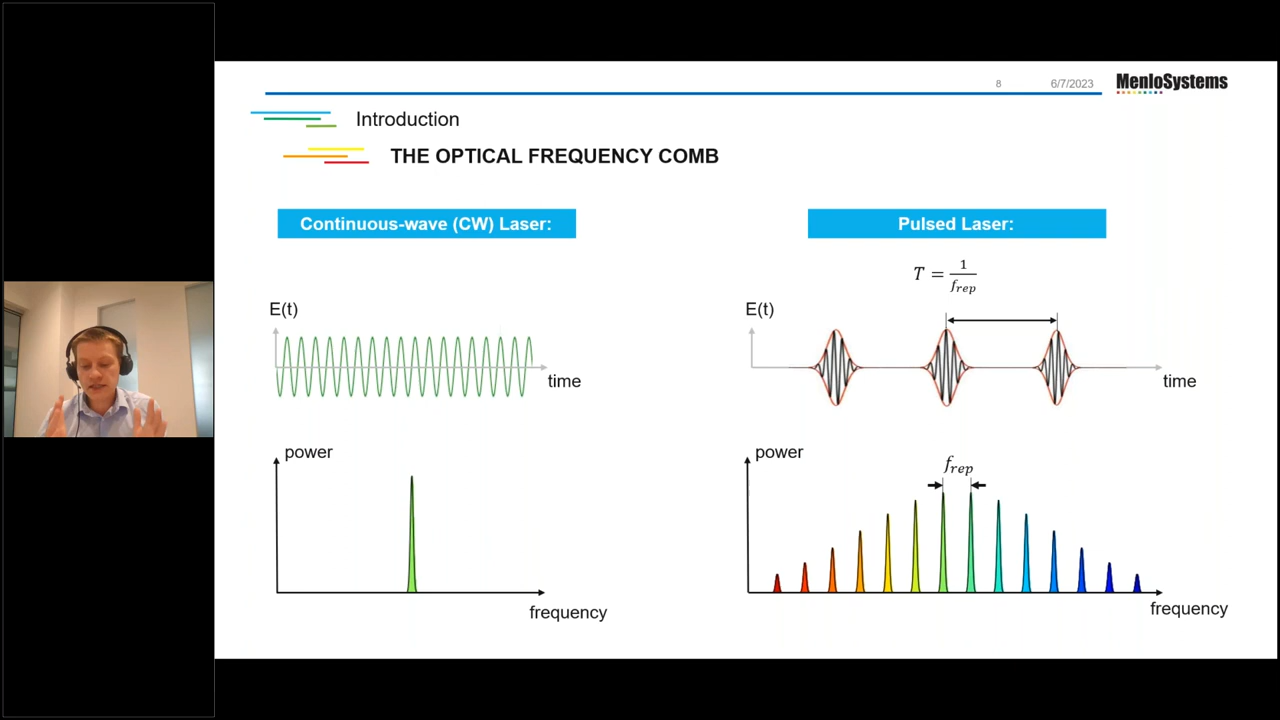 8
6/7/2023
MenloSystems
Introduction
THE OPTICAL FREQUENCY COMB
Continuous-wave (CW) Laser:
E(t)
time
power
frequency
Pulsed Laser:
T = 1/f_rep
E(t)
time
power
f_rep
frequency